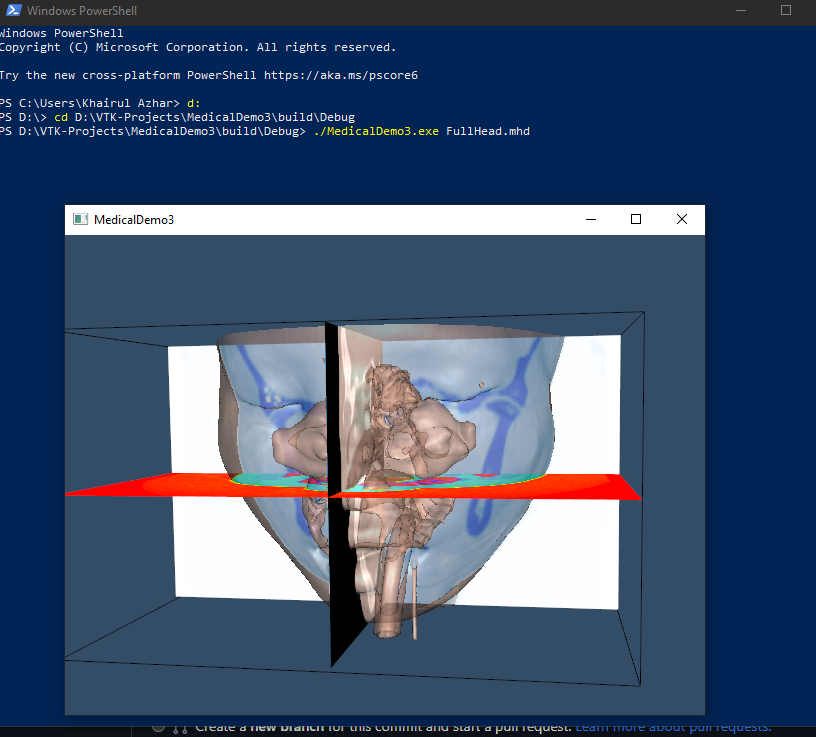 Windows PowerShell
Windows PowerShell
Copyright (C) Microsoft Corporation. All rights reserved.
Try the new cross-platform PowerShell https://aka.ms/pscore6
PS C:\Users\Khairul Azhar> d:
PS D:\> cd D:\VTK-Projects\MedicalDemo3\build\Debug
PS D:\VTK-Projects\MedicalDemo3\build\Debug> ./MedicalDemo3.exe FullHead.mhd
MedicalDemo3
Create a new branch for this commit and start a pull request. Learn more about pull requests.